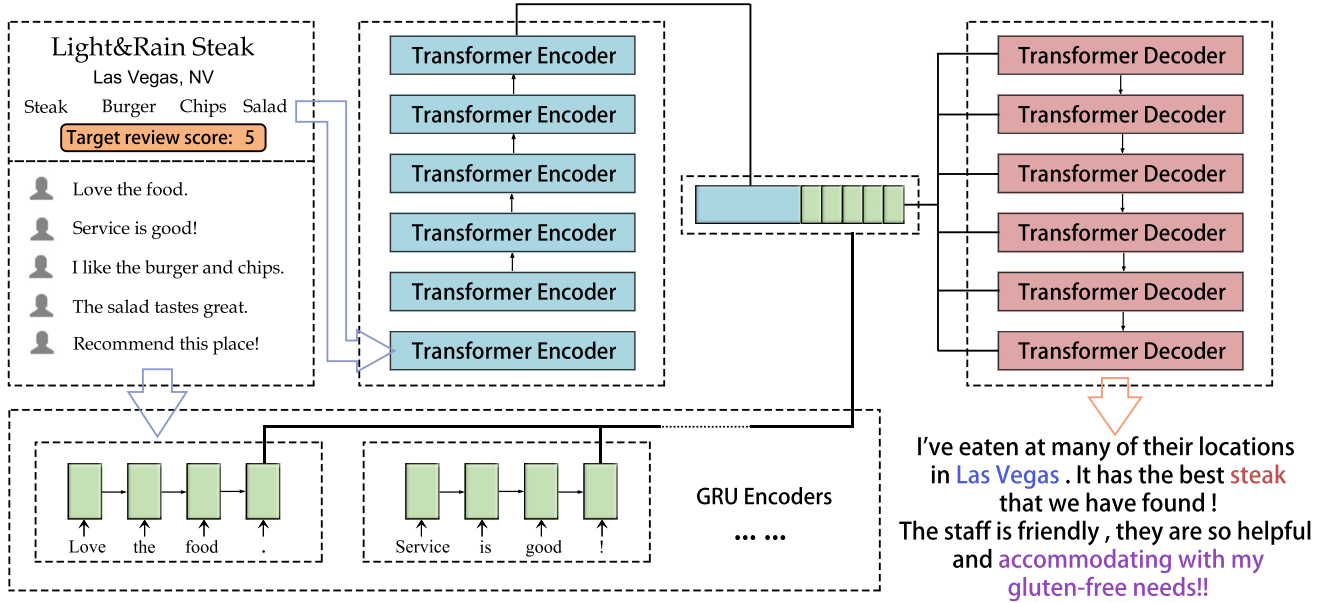 Light&Rain Steak
Las Vegas, NV
Steak Burger Chips Salad
Target review score: 5
Love the food.
Service is good!
I like the burger and chips.
The salad tastes great.
Recommend this place!
Transformer Encoder
Transformer Encoder
Transformer Encoder
Transformer Encoder
Transformer Encoder
Transformer Encoder
Transformer Decoder
Transformer Decoder
Transformer Decoder
Transformer Decoder
Transformer Decoder
Transformer Decoder
Love the food .
Service is good !
GRU Encoders
... ...
I've eaten at many of their locations
in Las Vegas . It has the best steak
that we have found !
The staff is friendly , they are so helpful
and accommodating with my
gluten-free needs!!